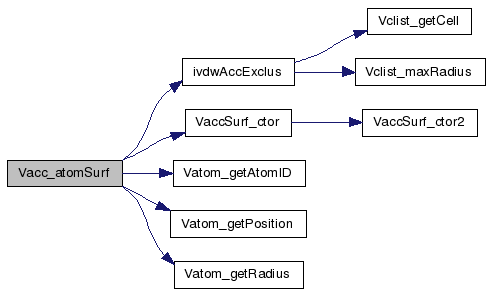 Vclist_getCell
ivdwAccExclus
Vclist_maxRadius
VaccSurf_ctor
VaccSurf_ctor2
Vacc_atomSurf
Vatom_getAtomID
Vatom_getPosition
Vatom_getRadius